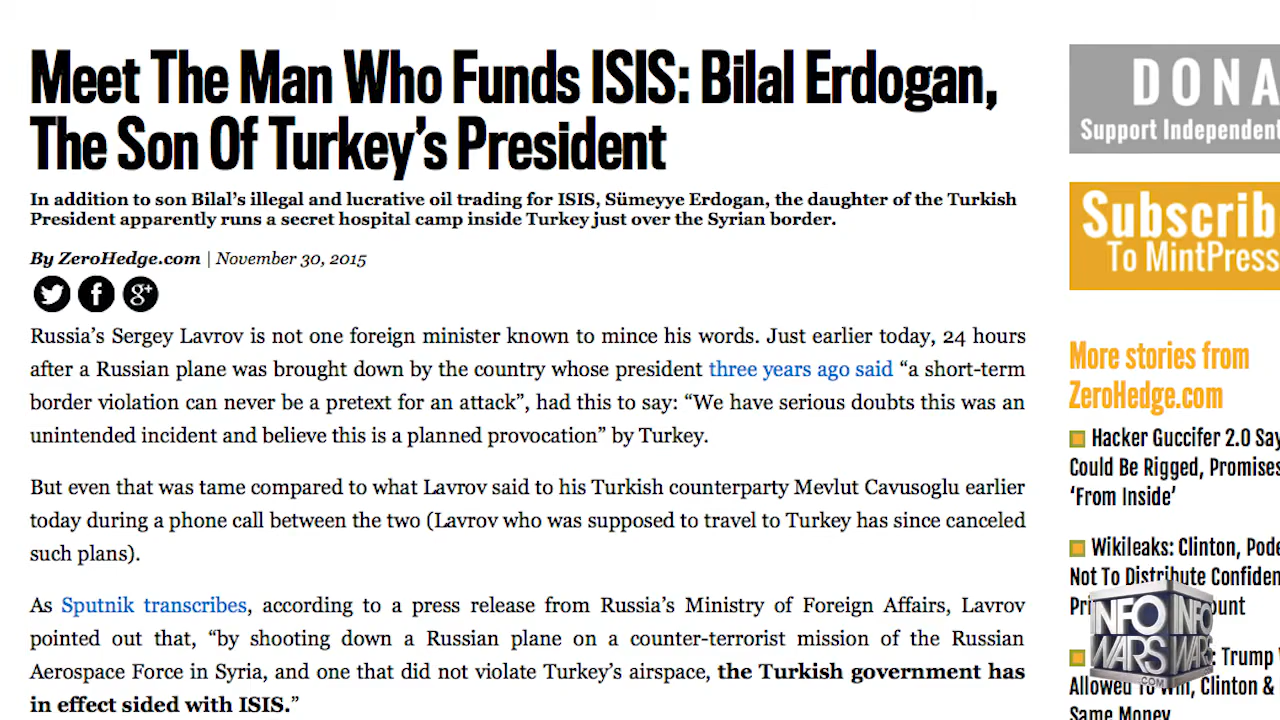 Meet The Man Who Funds ISIS: Bilal Erdogan,
The Son Of Turkey's President
In addition to son Bilal's illegal and lucrative oil trading for ISIS, Sümeyye Erdogan, the daughter of the Turkish
President apparently runs a secret hospital camp inside Turkey just over the Syrian border.
By ZeroHedge.com | November 30, 2015
g+
Russia's Sergey Lavrov is not one foreign minister known to mince his words. Just earlier today, 24 hours
after a Russian plane was brought down by the country whose president three years ago said “a short-term
border violation can never be a pretext for an attack”, had this to say: “We have serious doubts this was an
unintended incident and believe this is a planned provocation” by Turkey.
But even that was tame compared to what Lavrov said to his Turkish counterparty Mevlut Cavusoglu earlier
today during a phone call between the two (Lavrov who was supposed to travel to Turkey has since canceled
such plans).
As Sputnik transcribes, according to a press release from Russia's Ministry of Foreign Affairs, Lavrov
pointed out that, “by shooting down a Russian plane on a counter-terrorist mission of the Russian
Aerospace Force in Syria, and one that did not violate Turkey's airspace, the Turkish government has
in effect sided with ISIS.”
DONA
Support Independent
Subscrib
To MintPress
More stories from
ZeroHedge.com
Hacker Guccifer 2.0 Say
Could Be Rigged, Promises
'From Inside'
Wikileaks: Clinton, Pode
Not To Distribute Confiden
Pri ount
: Trump
Allowed To Win, Clinton &
Same Money
INFO
WARS
.COM
INFO
WARS